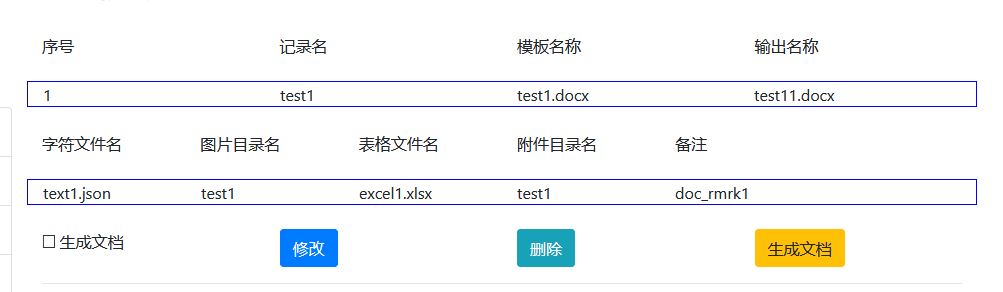 序号 记录名 模板名称 输出名称
1 test1 test1.docx test11.docx
字符文件名 图片目录名 表格文件名 附件目录名 备注
text1.json test1 excel1.xlsx test1 doc_rmrk1
生成文档 修改 删除 生成文档